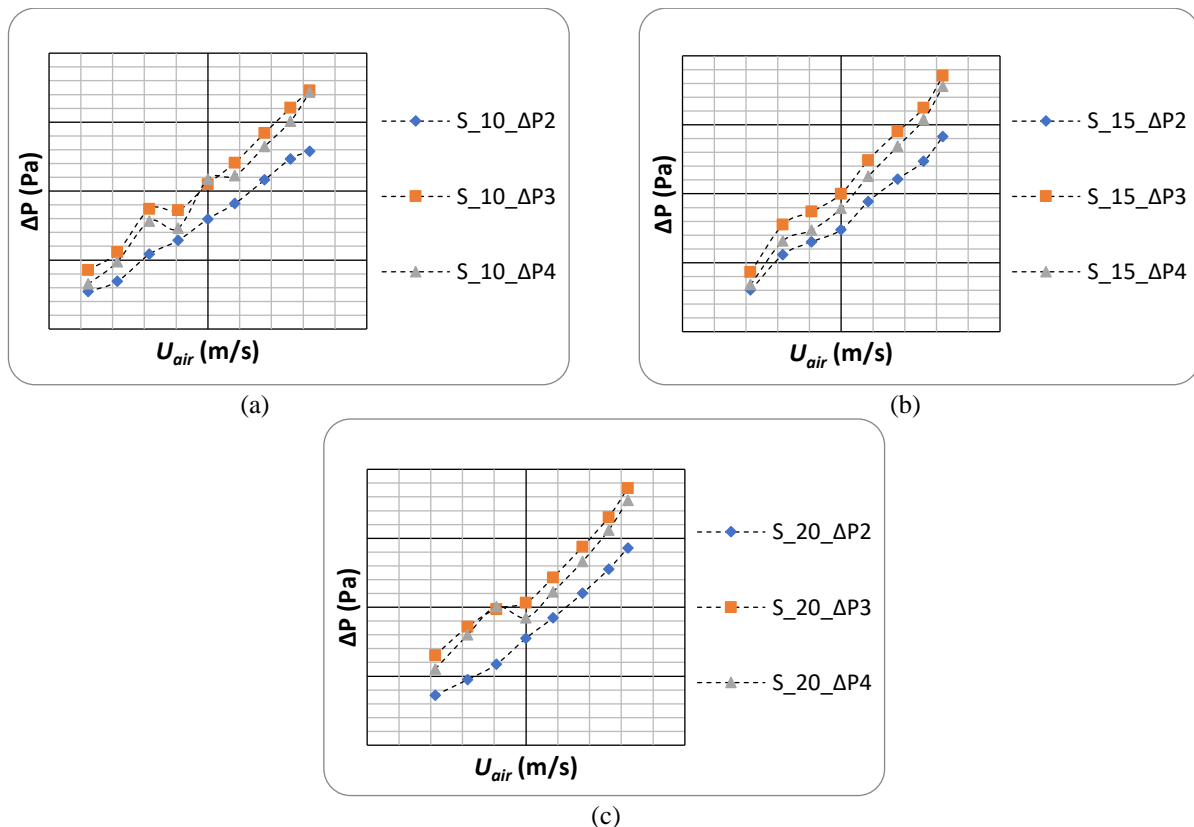 ΔP (Pa)
U_air (m/s)
S_10_ΔP2
S_10_ΔP3
S_10_ΔP4
(a)
ΔP (Pa)
U_air (m/s)
S_15_ΔP2
S_15_ΔP3
S_15_ΔP4
(b)
ΔP (Pa)
U_air (m/s)
S_20_ΔP2
S_20_ΔP3
S_20_ΔP4
(c)